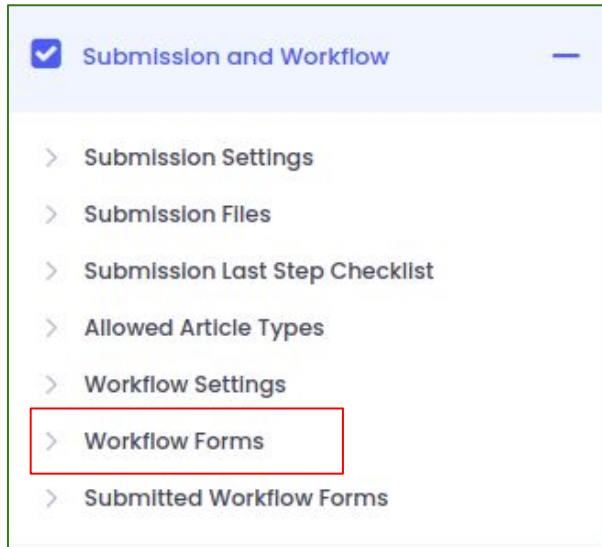 Submission and Workflow
Submission Settings
Submission Files
Submission Last Step Checklist
Allowed Article Types
Workflow Settings
Workflow Forms
Submitted Workflow Forms